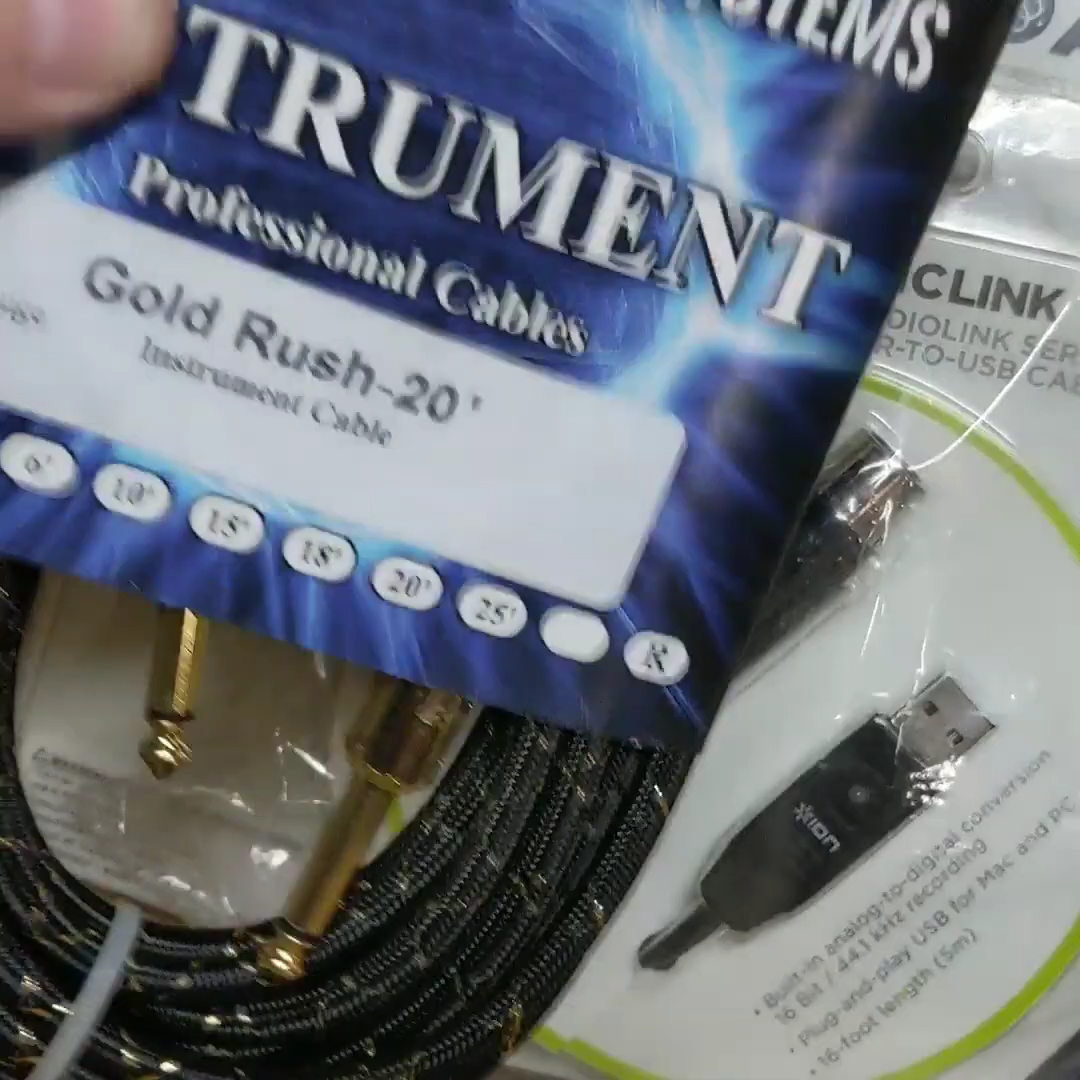 STEMS
TRUMENT
Professional Cables
Gold Rush-20'
Instrument Cable
6' 10' 15' 18' 20' 25' R
ICLINK
DIOLINK SER
R-TO-USB CAB
ION
• Built-in analog-to-digital conversion
16 Bit / 44.1 kHz recording
• Plug-and-play USB for Mac and PC
• 16-foot length (5m)